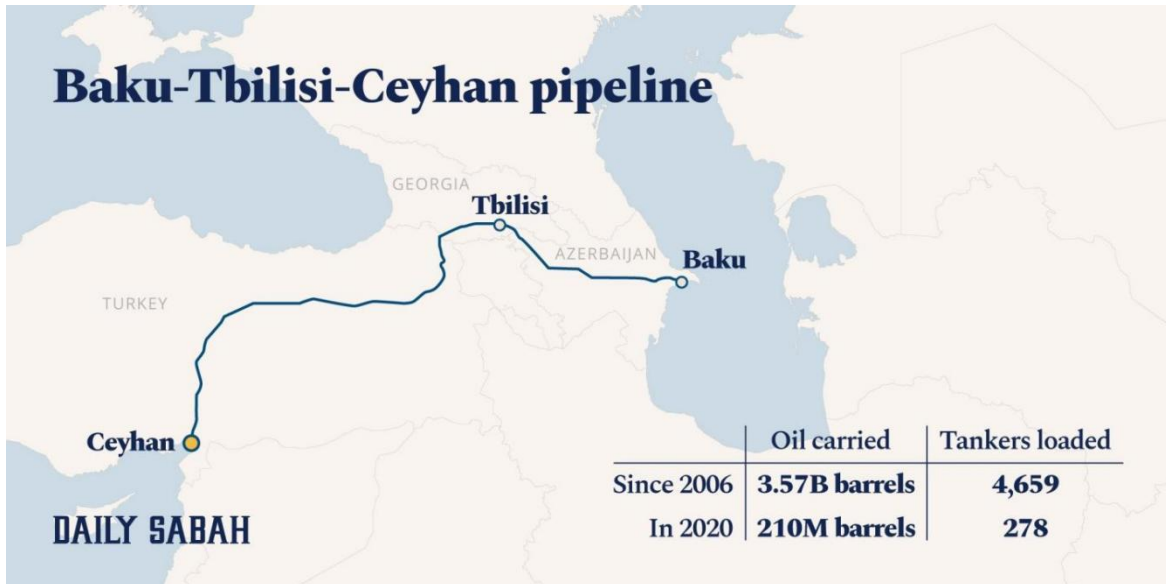 Baku-Tbilisi-Ceyhan pipeline
GEORGIA
Tbilisi
AZERBAIJAN
Baku
TURKEY
Ceyhan
Oil carried Tankers loaded
Since 2006 3.57B barrels 4,659
In 2020 210M barrels 278
DAILY SABAH